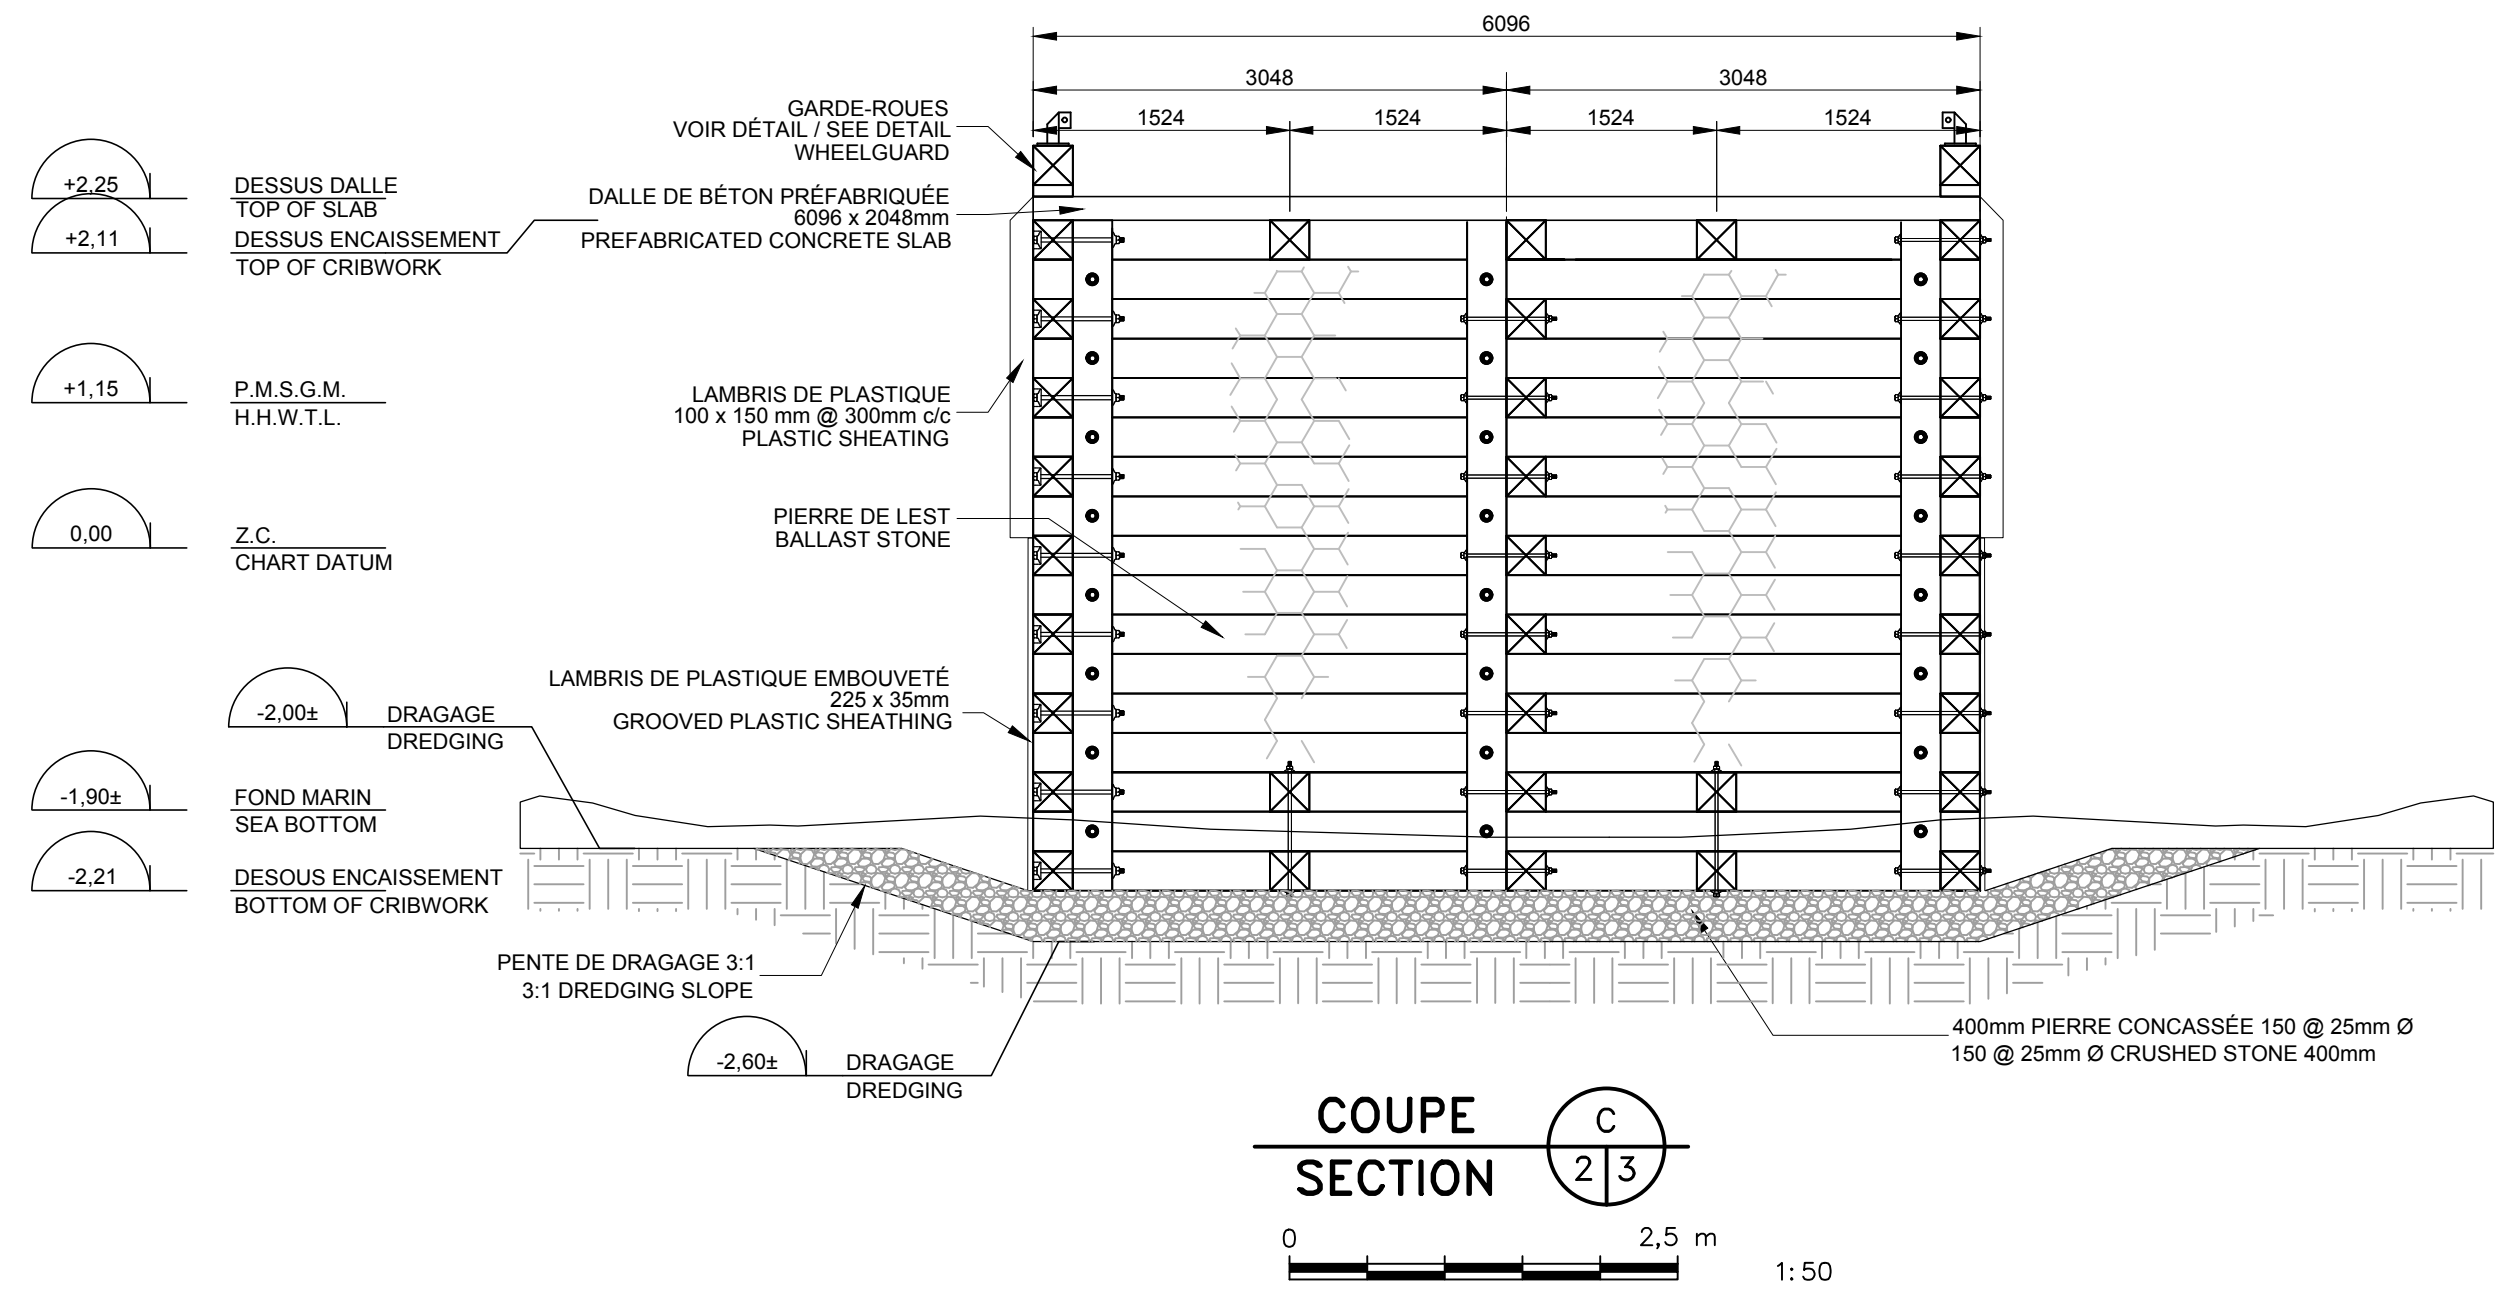 6096
3048
3048
1524
1524
1524
1524
GARDE-ROUES
VOIR DÉTAIL / SEE DETAIL
WHEELGUARD
+2,25
DESSUS DALLE
TOP OF SLAB
DALLE DE BÉTON PRÉFABRIQUÉE
6096 x 2048mm
PREFABRICATED CONCRETE SLAB
+2,11
DESSUS ENCAISSEMENT
TOP OF CRIBWORK
+1,15
P.M.S.G.M.
H.H.W.T.L.
LAMBRIS DE PLASTIQUE
100 x 150 mm @ 300mm c/c
PLASTIC SHEATING
0,00
Z.C.
CHART DATUM
PIERRE DE LEST
BALLAST STONE
LAMBRIS DE PLASTIQUE EMBOUVETÉ
225 x 35mm
GROOVED PLASTIC SHEATHING
-2,00±
DRAGAGE
DREDGING
-1,90±
FOND MARIN
SEA BOTTOM
-2,21
DESOUS ENCAISSEMENT
BOTTOM OF CRIBWORK
PENTE DE DRAGAGE 3:1
3:1 DREDGING SLOPE
-2,60±
DRAGAGE
DREDGING
400mm PIERRE CONCASSÉE 150 @ 25mm Ø
150 @ 25mm Ø CRUSHED STONE 400mm
COUPE
SECTION
C
2 3
0 2,5 m
1:50